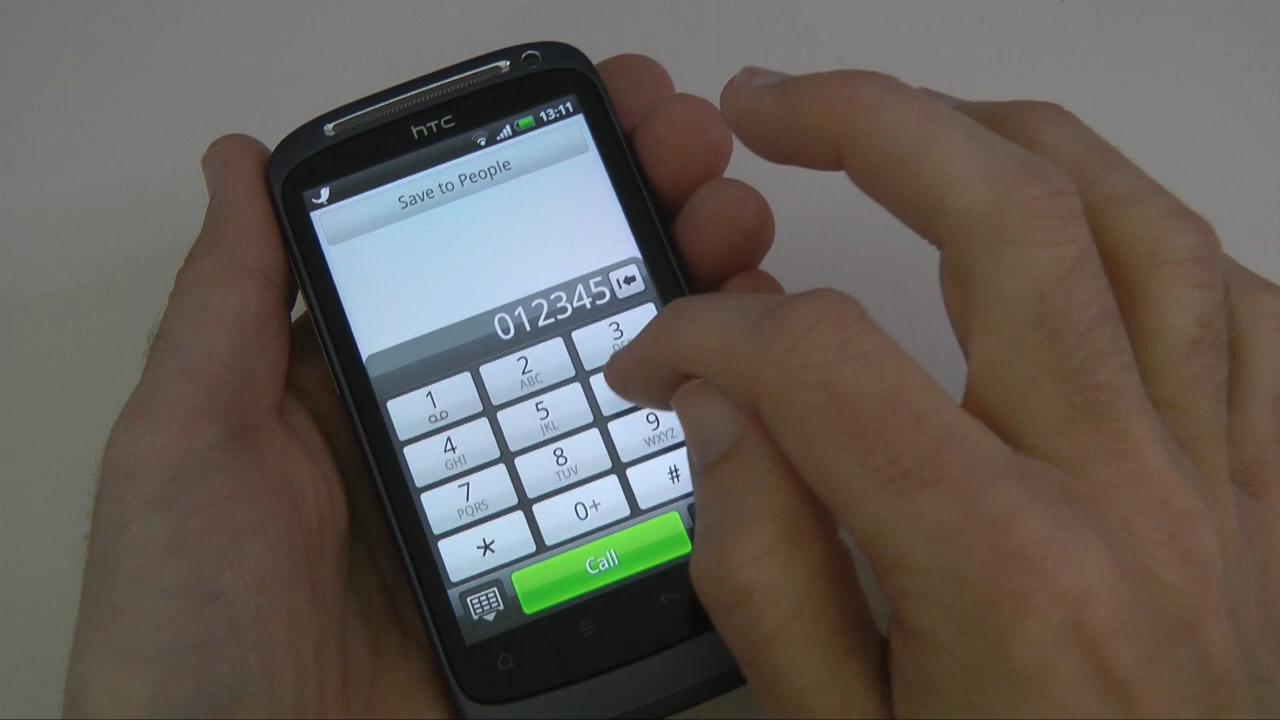 hTC
13:11
Save to People
012345
1 2 ABC 3
4 GHI 5 JKL
7 PQRS 8 TUV 9 WXYZ
* 0+ #
Call